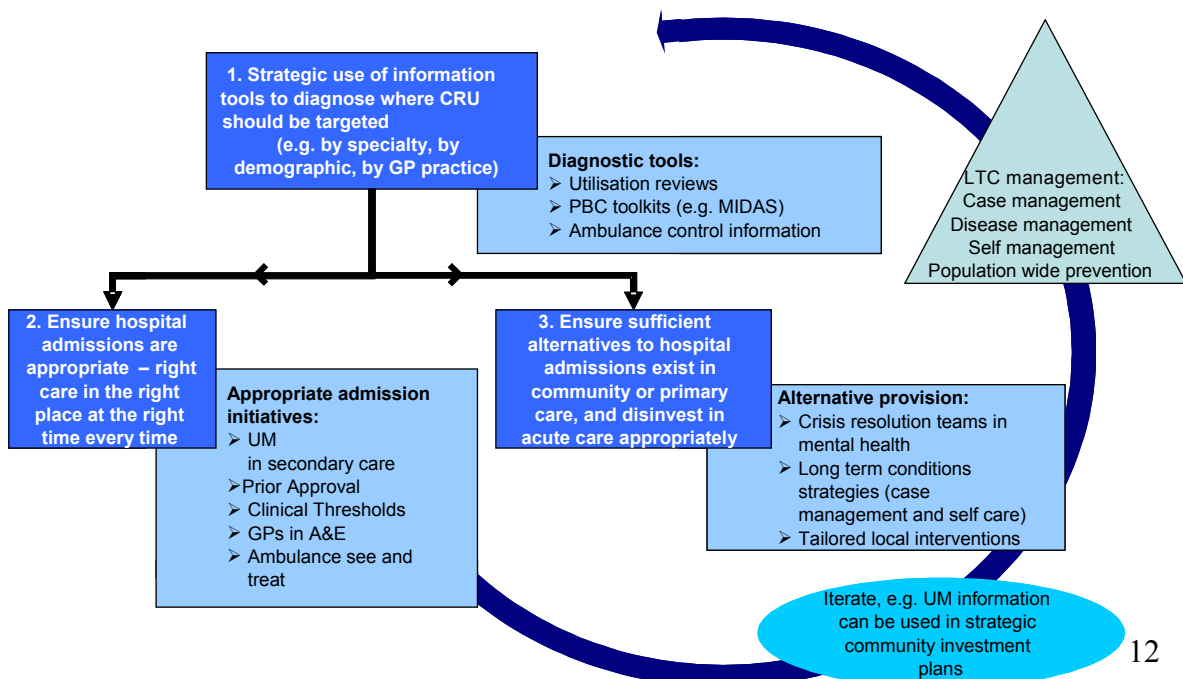 1. Strategic use of information
tools to diagnose where CRU
should be targeted
(e.g. by specialty, by
demographic, by GP practice)
Diagnostic tools:
➢ Utilisation reviews
➢ PBC toolkits (e.g. MIDAS)
➢ Ambulance control information
LTC management:
Case management
Disease management
Self management
Population wide prevention
2. Ensure hospital
admissions are
appropriate – right
care in the right
place at the right
time every time
Appropriate admission
initiatives:
➢ UM
in secondary care
➢Prior Approval
➢ Clinical Thresholds
➢ GPs in A&E
➢ Ambulance see and
treat
3. Ensure sufficient
alternatives to hospital
admissions exist in
community or primary
care, and disinvest in
acute care appropriately
Alternative provision:
➢ Crisis resolution teams in
mental health
➢ Long term conditions
strategies (case
management and self care)
➢ Tailored local interventions
Iterate, e.g. UM information
can be used in strategic
community investment
plans
12